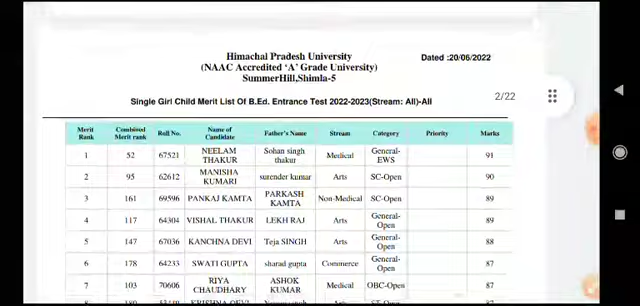 Himachal Pradesh University
Dated :20/06/2022
(NAAC Accredited ‘A’ Grade University)
SummerHill,Shimla-5
Single Girl Child Merit List Of B.Ed. Entrance Test 2022-2023(Stream: All)-All
2/22
Merit Rank Combined Merit rank Roll No. Name of Candidate Father's Name Stream Category Priority Marks
1 52 67521 NEELAM THAKUR Sohan singh thakur Medical General-EWS 91
2 95 62612 MANISHA KUMARI surender kumar Arts SC-Open 90
3 161 69596 PANKAJ KAMTA PARKASH KAMTA Non-Medical SC-Open 89
4 117 64304 VISHAL THAKUR LEKH RAJ Arts General-Open 89
5 147 67036 KANCHNA DEVI Teja SINGH Arts General-Open 88
6 178 64233 SWATI GUPTA sharad gupta Commerce General-Open 87
7 103 70606 RIYA CHAUDHARY ASHOK KUMAR Medical OBC-Open 87